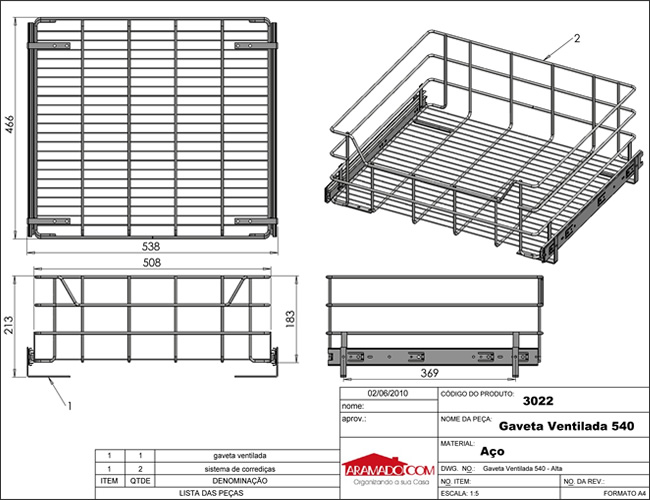 466
538
508
213
183
1
2
369
02/06/2010
nome:
aprov.:
ARAMADO.COM
Organizando a sua Casa
CÓDIGO DO PRODUTO: 3022
NOME DA PEÇA: Gaveta Ventilada 540
MATERIAL: Aço
DWG. NO.: Gaveta Ventilada 540 - Alta
NO. ITEM: NO. DA REV.:
ESCALA: 1:5 FORMATO A4
1 1 gaveta ventilada
1 2 sistema de corrediças
ITEM QTDE DENOMINAÇÃO
LISTA DAS PEÇAS